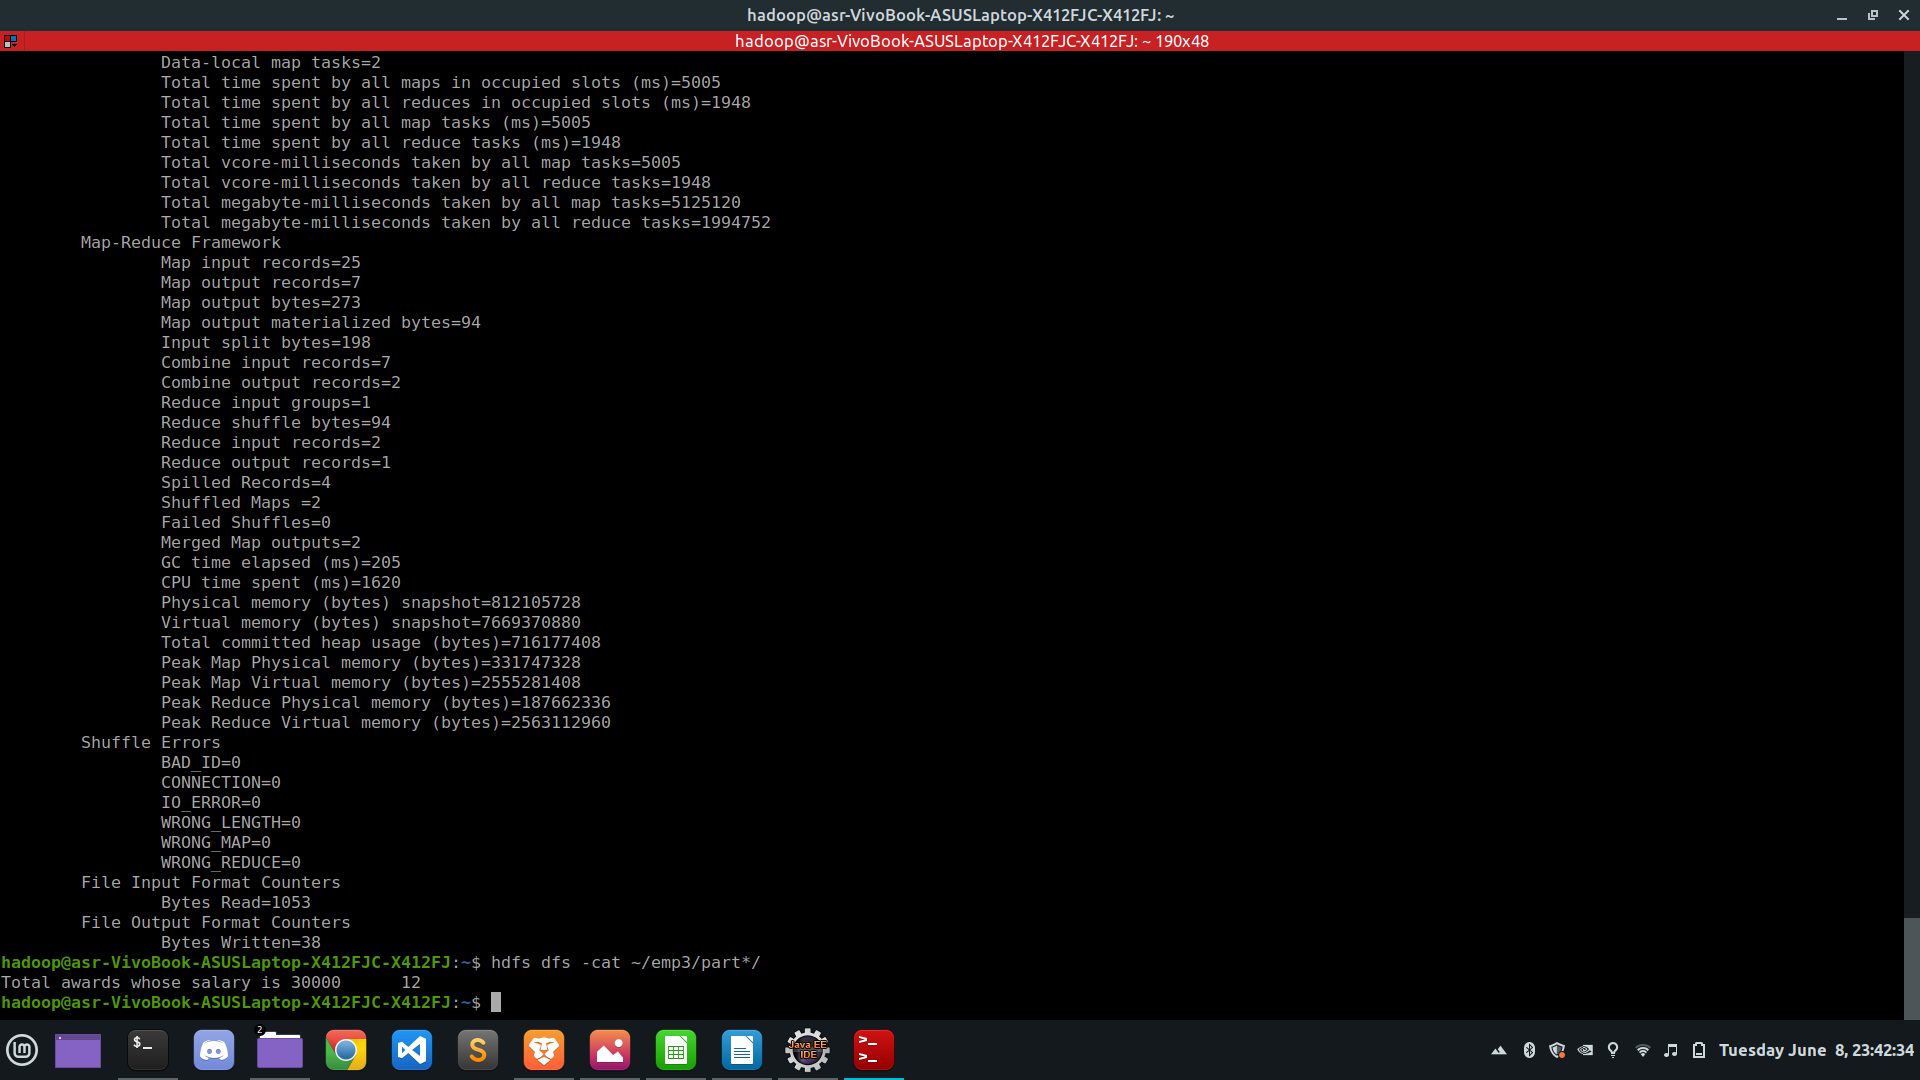 hadoop@asr-VivoBook-ASUSLaptop-X412FJC-X412FJ: ~
hadoop@asr-VivoBook-ASUSLaptop-X412FJC-X412FJ: ~ 190x48
Data-local map tasks=2
Total time spent by all maps in occupied slots (ms)=5005
Total time spent by all reduces in occupied slots (ms)=1948
Total time spent by all map tasks (ms)=5005
Total time spent by all reduce tasks (ms)=1948
Total vcore-milliseconds taken by all map tasks=5005
Total vcore-milliseconds taken by all reduce tasks=1948
Total megabyte-milliseconds taken by all map tasks=5125120
Total megabyte-milliseconds taken by all reduce tasks=1994752
Map-Reduce Framework
Map input records=25
Map output records=7
Map output bytes=273
Map output materialized bytes=94
Input split bytes=198
Combine input records=7
Combine output records=2
Reduce input groups=1
Reduce shuffle bytes=94
Reduce input records=2
Reduce output records=1
Spilled Records=4
Shuffled Maps =2
Failed Shuffles=0
Merged Map outputs=2
GC time elapsed (ms)=205
CPU time spent (ms)=1620
Physical memory (bytes) snapshot=812105728
Virtual memory (bytes) snapshot=7669370880
Total committed heap usage (bytes)=716177408
Peak Map Physical memory (bytes)=331747328
Peak Map Virtual memory (bytes)=2555281408
Peak Reduce Physical memory (bytes)=187662336
Peak Reduce Virtual memory (bytes)=2563112960
Shuffle Errors
BAD_ID=0
CONNECTION=0
IO_ERROR=0
WRONG_LENGTH=0
WRONG_MAP=0
WRONG_REDUCE=0
File Input Format Counters
Bytes Read=1053
File Output Format Counters
Bytes Written=38
hadoop@asr-VivoBook-ASUSLaptop-X412FJC-X412FJ:~$ hdfs dfs -cat ~/emp3/part*/
Total awards whose salary is 30000 12
hadoop@asr-VivoBook-ASUSLaptop-X412FJC-X412FJ:~$
2
$_
S
Java EE
IDE
>_
>_
Tuesday June 8, 23:42:34